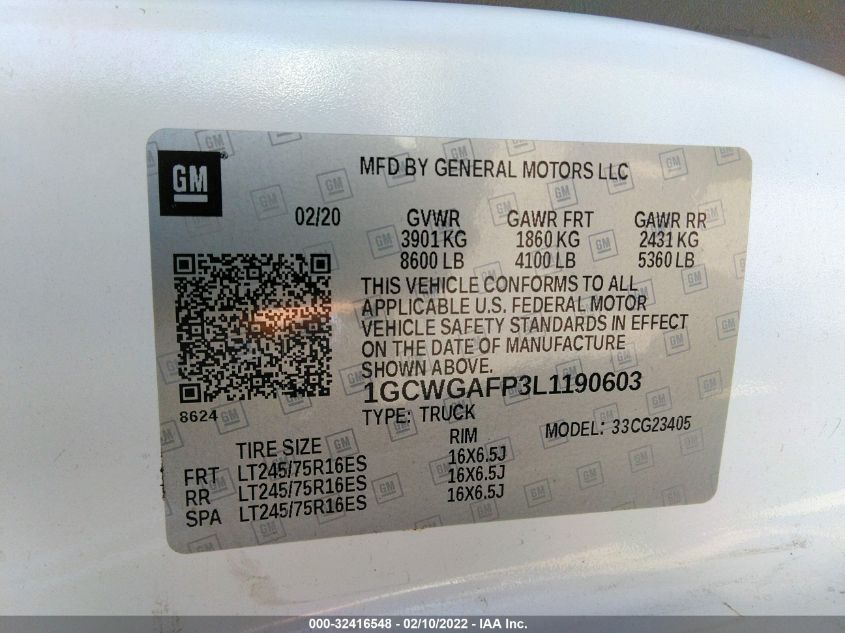 GM
MFD BY GENERAL MOTORS LLC
02/20 GVWR GAWR FRT GAWR RR
3901 KG 1860 KG 2431 KG
8600 LB 4100 LB 5360 LB
THIS VEHICLE CONFORMS TO ALL
APPLICABLE U.S. FEDERAL MOTOR
VEHICLE SAFETY STANDARDS IN EFFECT
ON THE DATE OF MANUFACTURE
SHOWN ABOVE.
1GCWGAFP3L1190603
8624
TYPE: TRUCK MODEL: 33CG23405
TIRE SIZE RIM
FRT LT245/75R16ES 16X6.5J
RR LT245/75R16ES 16X6.5J
SPA LT245/75R16ES 16X6.5J
000-32416548 - 02/10/2022 - IAA Inc.